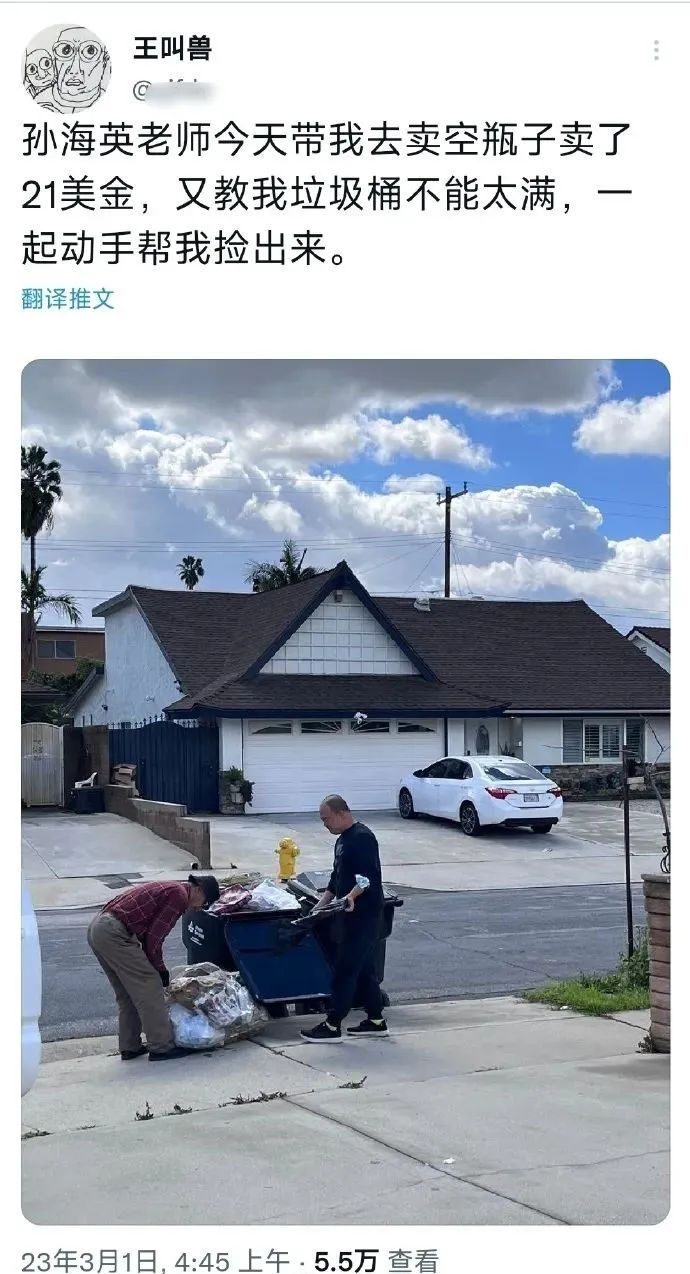 王叫兽
@
孙海英老师今天带我去卖空瓶子卖了
21美金，又教我垃圾桶不能太满，一
起动手帮我捡出来。
翻译推文
23年3月1日, 4:45 上午 · 5.5万 查看